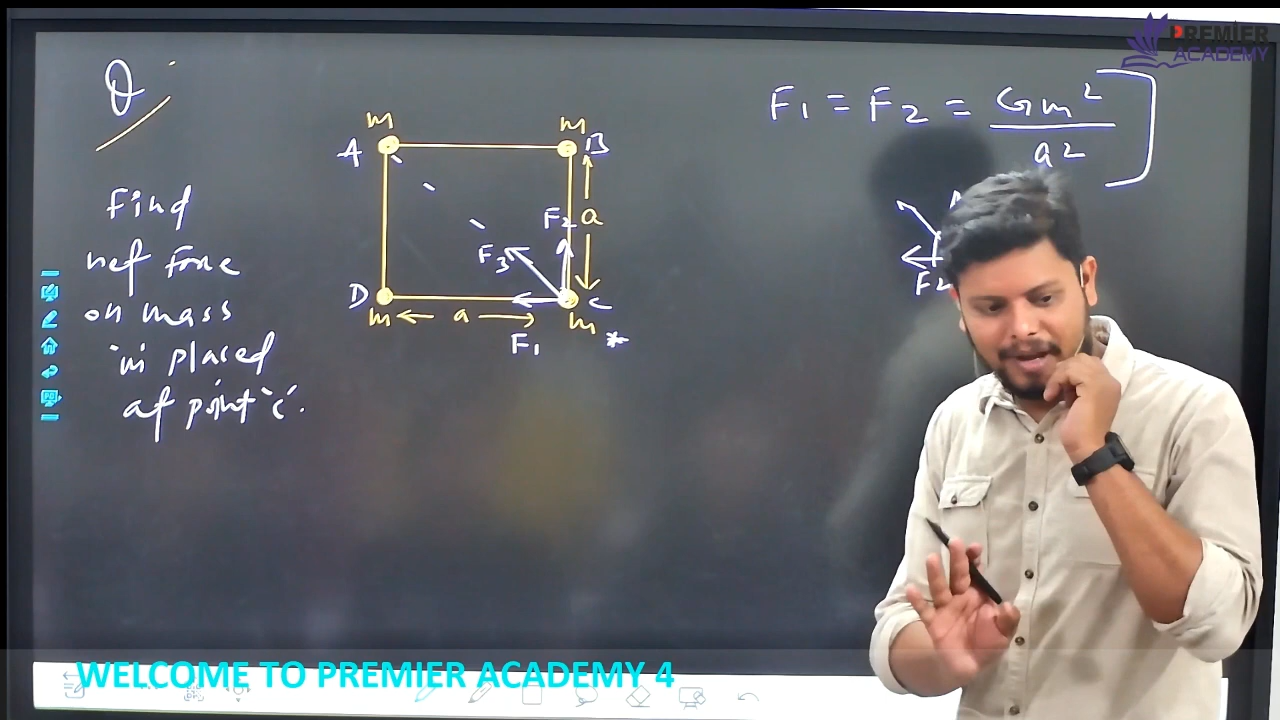 Q
Find
net force
on mass
'm' placed
at point 'c'.
m
m
A
B
F2
a
F3
D
C
m
a
m
F1
*
F1 = F2 = Gm²
a²
F2
PREMIER
ACADEMY
WELCOME TO PREMIER ACADEMY 4